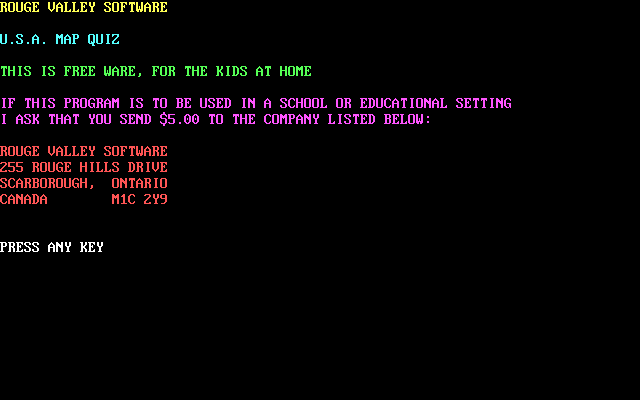 ROUGE VALLEY SOFTWARE
U.S.A. MAP QUIZ
THIS IS FREE WARE, FOR THE KIDS AT HOME
IF THIS PROGRAM IS TO BE USED IN A SCHOOL OR EDUCATIONAL SETTING
I ASK THAT YOU SEND $5.00 TO THE COMPANY LISTED BELOW:
ROUGE VALLEY SOFTWARE
255 ROUGE HILLS DRIVE
SCARBOROUGH,  ONTARIO
CANADA        M1C 2Y9
PRESS ANY KEY